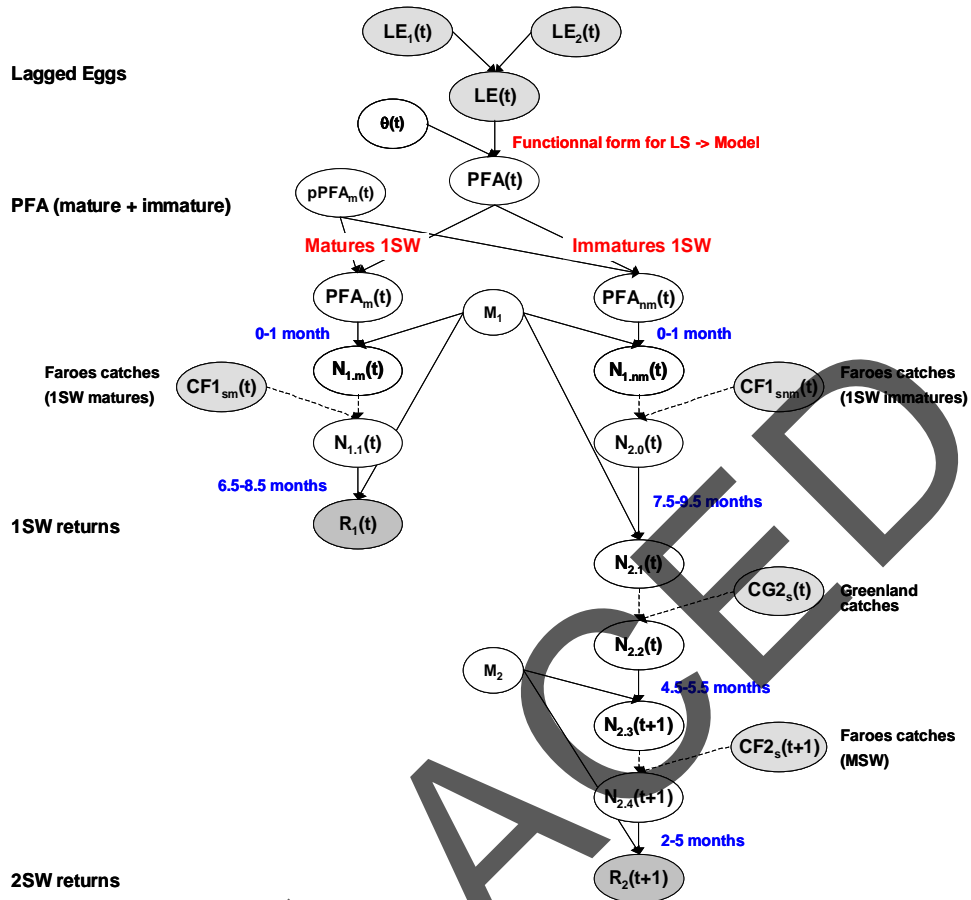 LE1(t) LE2(t)
Lagged Eggs
LE(t)
θ(t)
Functionnal form for LS -> Model
PFA(t)
pPFAm(t)
PFA (mature + immature)
Matures 1SW Immatures 1SW
PFAm(t) PFAnm(t)
M1
0-1 month 0-1 month
N1.m(t) N1.nm(t)
Faroes catches
(1SW matures)
CF1sm(t)
CF1snm(t)
Faroes catches
(1SW immatures)
N1.1(t) N2.0(t)
6.5-8.5 months
7.5-9.5 months
1SW returns
R1(t)
N2.1(t)
CG2s(t)
Greenland
catches
N2.2(t)
M2
4.5-5.5 months
N2.3(t+1)
CF2s(t+1)
Faroes catches
(MSW)
N2.4(t+1)
2-5 months
2SW returns
R2(t+1)
ACED